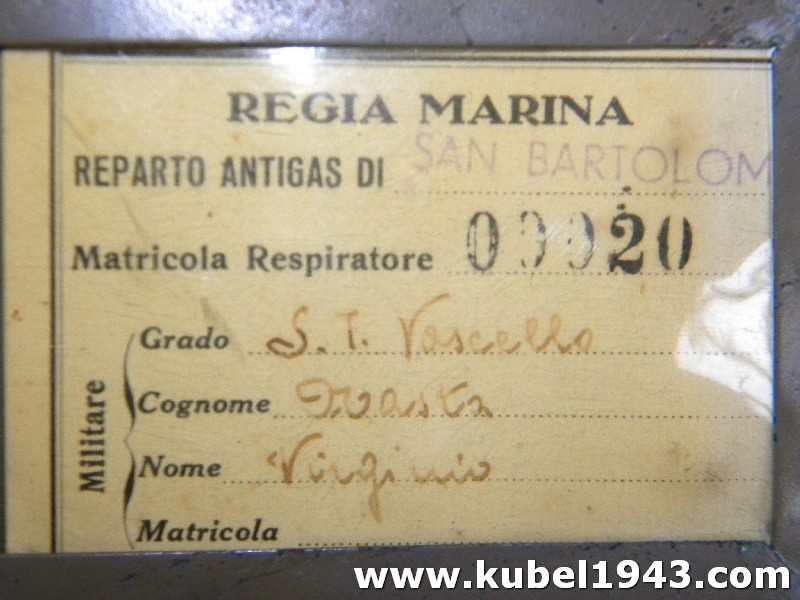 REGIA MARINA
REPARTO ANTIGAS DI SAN BARTOLOM
Matricola Respiratore 00020
Militare
Grado S. T. Vascello
Cognome
Nome Virginio
Matricola
www.kubel1943.com